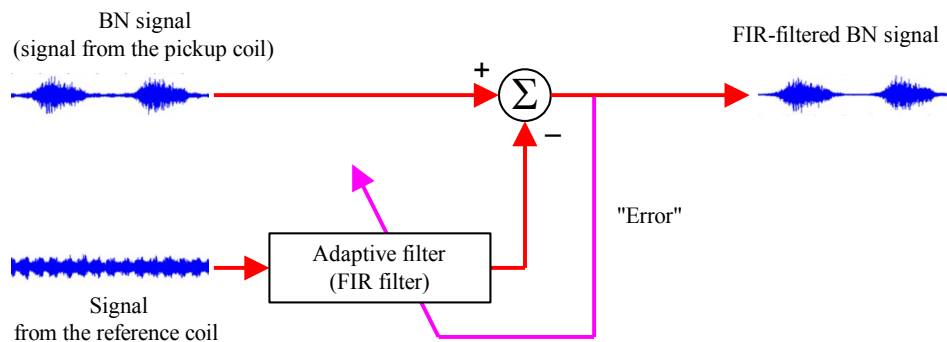 BN signal
(signal from the pickup coil)
FIR-filtered BN signal
+
Σ
−
"Error"
Adaptive filter
(FIR filter)
Signal
from the reference coil